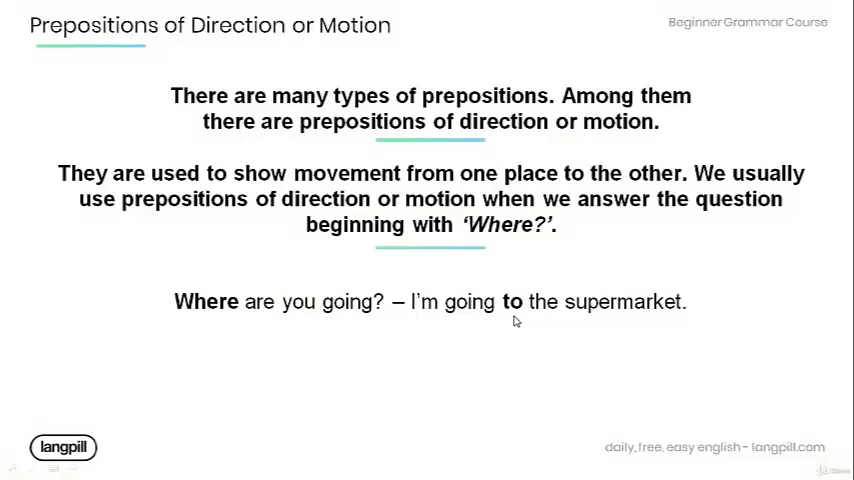 Prepositions of Direction or Motion
Beginner Grammar Course
There are many types of prepositions. Among them
there are prepositions of direction or motion.
They are used to show movement from one place to the other. We usually
use prepositions of direction or motion when we answer the question
beginning with ‘Where?’.
Where are you going? – I’m going to the supermarket.
langpill
daily, free, easy english - langpill.com